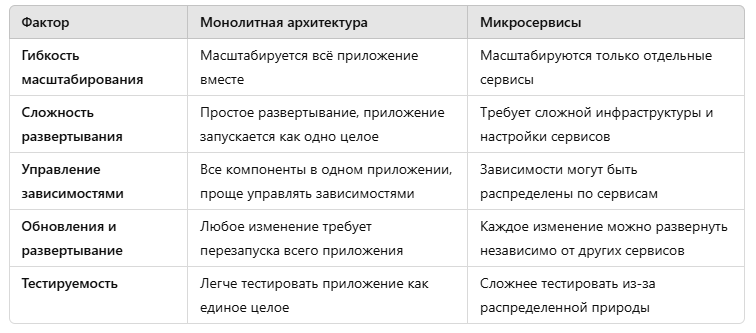 Фактор Монолитная архитектура Микросервисы
Гибкость Масштабируется всё приложение Масштабируются только отдельные
масштабирования вместе сервисы
Сложность Простое развертывание, приложение Требует сложной инфраструктуры и
развертывания запускается как одно целое настройки сервисов
Управление Все компоненты в одном приложении, Зависимости могут быть
зависимостями проще управлять зависимостями распределены по сервисам
Обновления и Любое изменение требует Каждое изменение можно развернуть
развертывание перезапуска всего приложения независимо от других сервисов
Тестируемость Легче тестировать приложение как Сложнее тестировать из-за
единое целое распределенной природы